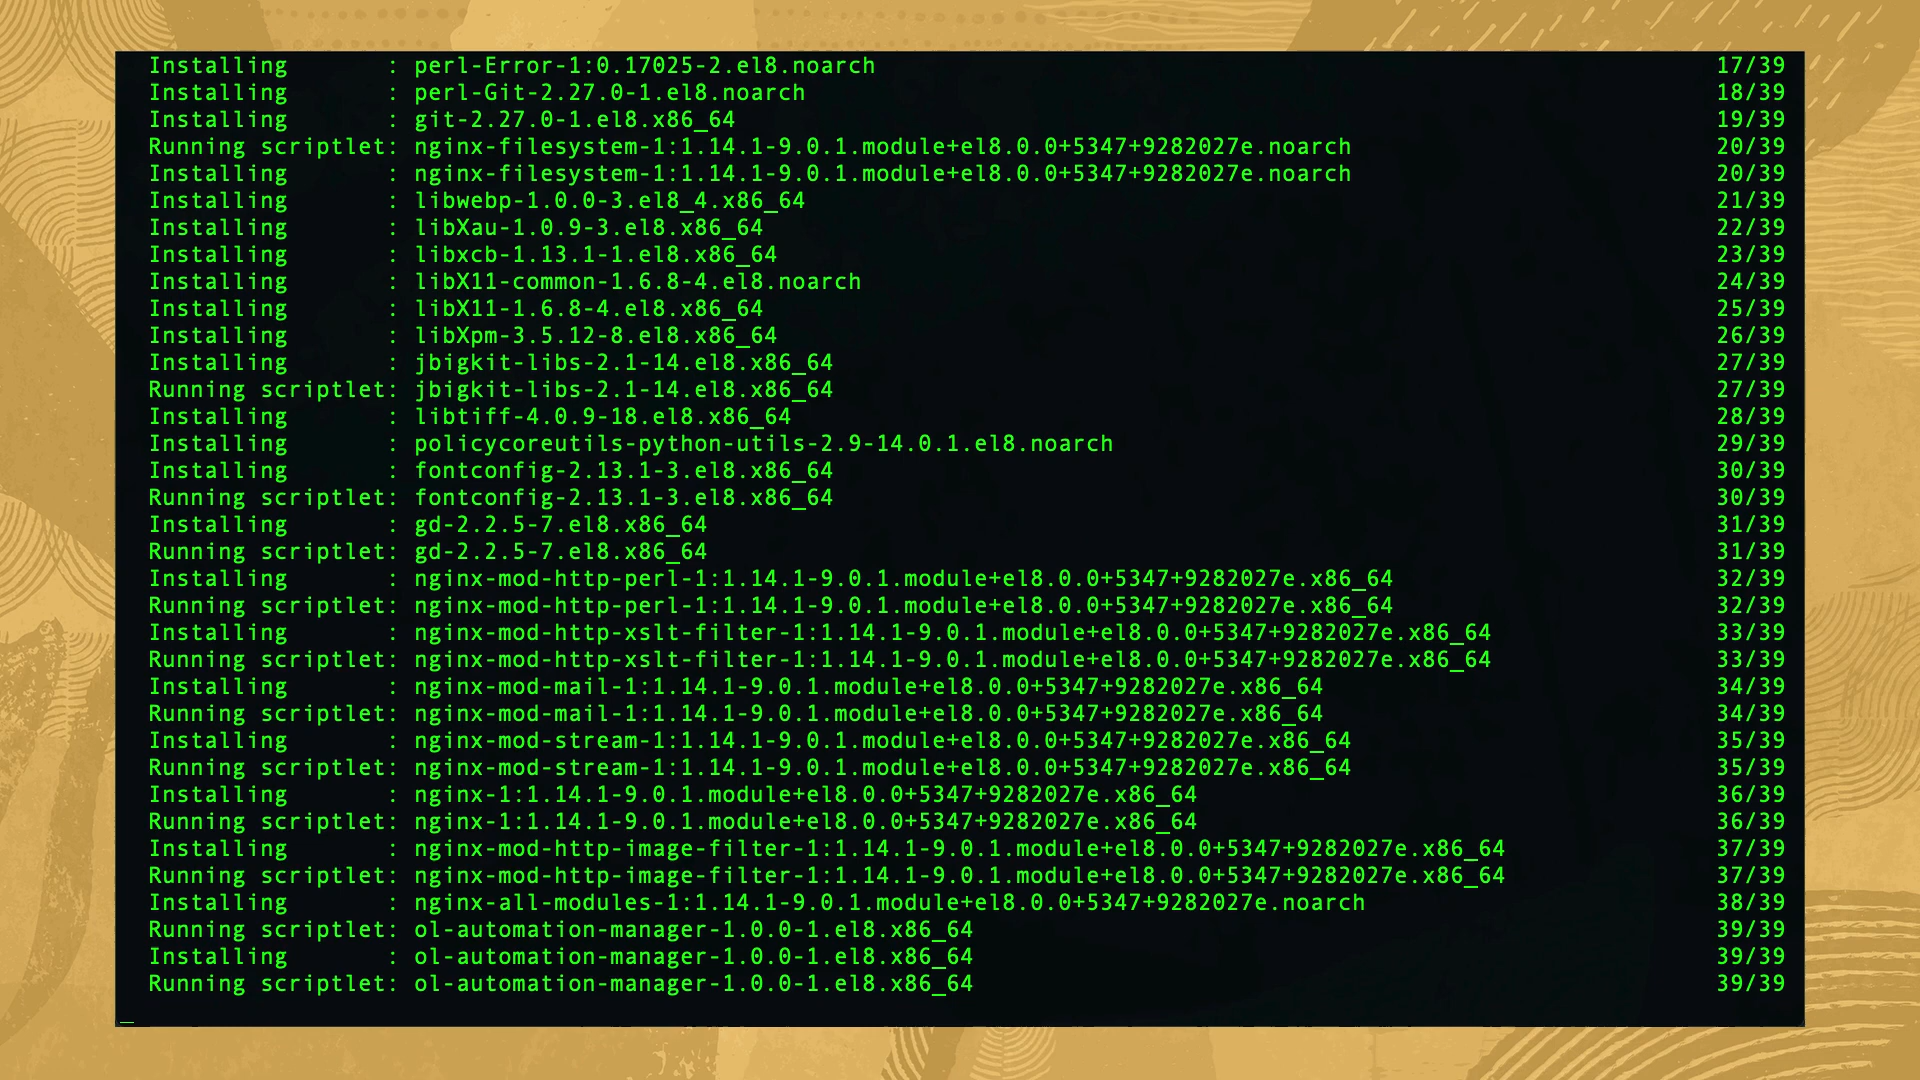 Installing       : perl-Error-1:0.17025-2.el8.noarch 17/39
Installing       : perl-Git-2.27.0-1.el8.noarch 18/39
Installing       : git-2.27.0-1.el8.x86_64 19/39
Running scriptlet: nginx-filesystem-1:1.14.1-9.0.1.module+el8.0.0+5347+9282027e.noarch 20/39
Installing       : nginx-filesystem-1:1.14.1-9.0.1.module+el8.0.0+5347+9282027e.noarch 20/39
Installing       : libwebp-1.0.0-3.el8_4.x86_64 21/39
Installing       : libXau-1.0.9-3.el8.x86_64 22/39
Installing       : libxcb-1.13.1-1.el8.x86_64 23/39
Installing       : libX11-common-1.6.8-4.el8.noarch 24/39
Installing       : libX11-1.6.8-4.el8.x86_64 25/39
Installing       : libXpm-3.5.12-8.el8.x86_64 26/39
Installing       : jbigkit-libs-2.1-14.el8.x86_64 27/39
Running scriptlet: jbigkit-libs-2.1-14.el8.x86_64 27/39
Installing       : libtiff-4.0.9-18.el8.x86_64 28/39
Installing       : policycoreutils-python-utils-2.9-14.0.1.el8.noarch 29/39
Installing       : fontconfig-2.13.1-3.el8.x86_64 30/39
Running scriptlet: fontconfig-2.13.1-3.el8.x86_64 30/39
Installing       : gd-2.2.5-7.el8.x86_64 31/39
Running scriptlet: gd-2.2.5-7.el8.x86_64 31/39
Installing       : nginx-mod-http-perl-1:1.14.1-9.0.1.module+el8.0.0+5347+9282027e.x86_64 32/39
Running scriptlet: nginx-mod-http-perl-1:1.14.1-9.0.1.module+el8.0.0+5347+9282027e.x86_64 32/39
Installing       : nginx-mod-http-xslt-filter-1:1.14.1-9.0.1.module+el8.0.0+5347+9282027e.x86_64 33/39
Running scriptlet: nginx-mod-http-xslt-filter-1:1.14.1-9.0.1.module+el8.0.0+5347+9282027e.x86_64 33/39
Installing       : nginx-mod-mail-1:1.14.1-9.0.1.module+el8.0.0+5347+9282027e.x86_64 34/39
Running scriptlet: nginx-mod-mail-1:1.14.1-9.0.1.module+el8.0.0+5347+9282027e.x86_64 34/39
Installing       : nginx-mod-stream-1:1.14.1-9.0.1.module+el8.0.0+5347+9282027e.x86_64 35/39
Running scriptlet: nginx-mod-stream-1:1.14.1-9.0.1.module+el8.0.0+5347+9282027e.x86_64 35/39
Installing       : nginx-1:1.14.1-9.0.1.module+el8.0.0+5347+9282027e.x86_64 36/39
Running scriptlet: nginx-1:1.14.1-9.0.1.module+el8.0.0+5347+9282027e.x86_64 36/39
Installing       : nginx-mod-http-image-filter-1:1.14.1-9.0.1.module+el8.0.0+5347+9282027e.x86_64 37/39
Running scriptlet: nginx-mod-http-image-filter-1:1.14.1-9.0.1.module+el8.0.0+5347+9282027e.x86_64 37/39
Installing       : nginx-all-modules-1:1.14.1-9.0.1.module+el8.0.0+5347+9282027e.noarch 38/39
Running scriptlet: ol-automation-manager-1.0.0-1.el8.x86_64 39/39
Installing       : ol-automation-manager-1.0.0-1.el8.x86_64 39/39
Running scriptlet: ol-automation-manager-1.0.0-1.el8.x86_64 39/39